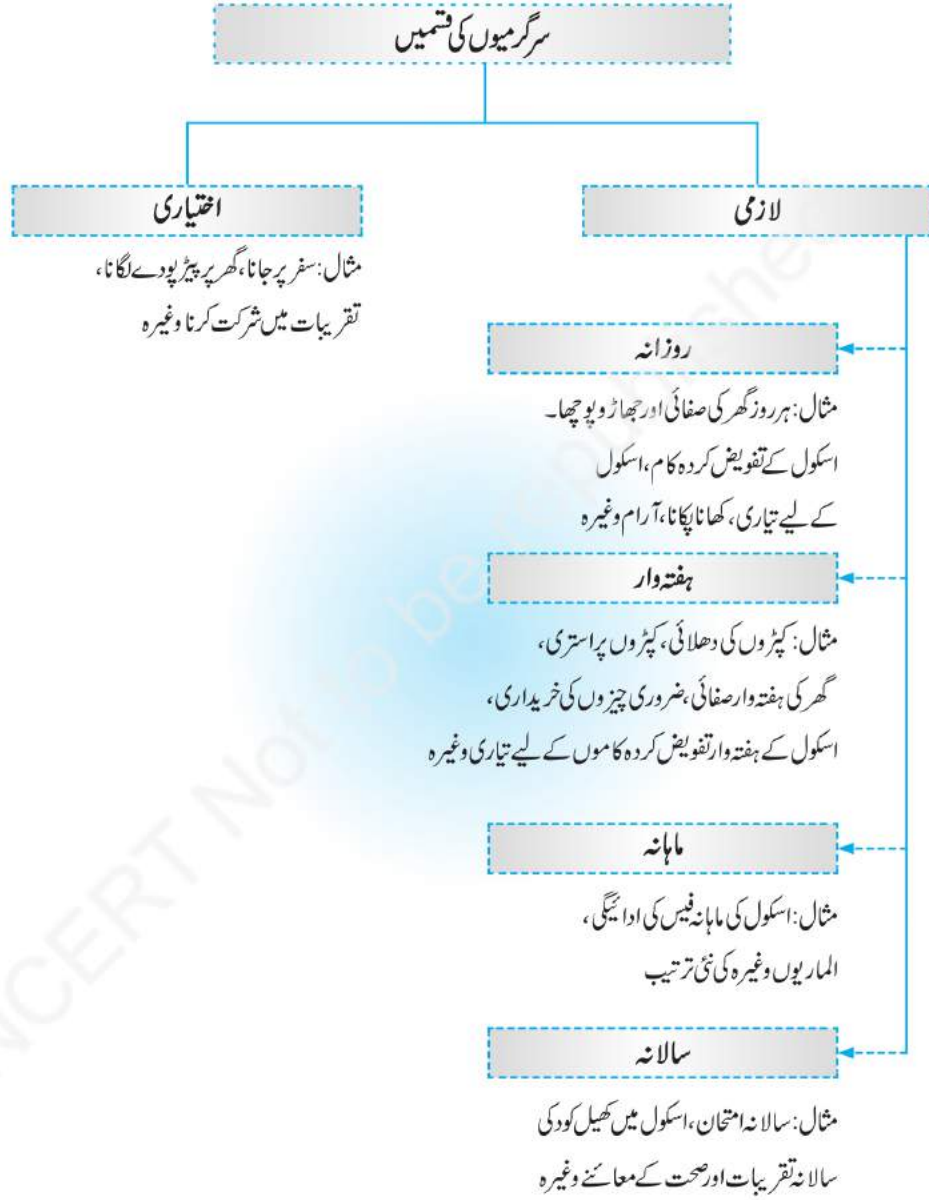 سرگرمیوں کی قسمیں
لازمی
اختیاری
مثال: سفر پر جانا، گھر پر پیڑ پودے لگانا،
تقریبات میں شرکت کرنا وغیرہ
روزانہ
مثال: ہر روز گھر کی صفائی اور جھاڑو پوچھا۔
اسکول کے تفویض کردہ کام، اسکول
کے لیے تیاری، کھانا پکانا، آرام وغیرہ
ہفتہ وار
مثال: کپڑوں کی دھلائی، کپڑوں پر استری،
گھر کی ہفتہ وار صفائی، ضروری چیزوں کی خریداری،
اسکول کے ہفتہ وار تفویض کردہ کاموں کے لیے تیاری وغیرہ
ماہانہ
مثال: اسکول کی ماہانہ فیس کی ادائیگی،
الماریوں وغیرہ کی نئی ترتیب
سالانہ
مثال: سالانہ امتحان، اسکول میں کھیل کود کی
سالانہ تقریبات اور صحت کے معائنے وغیرہ
NCERT Not to be republished